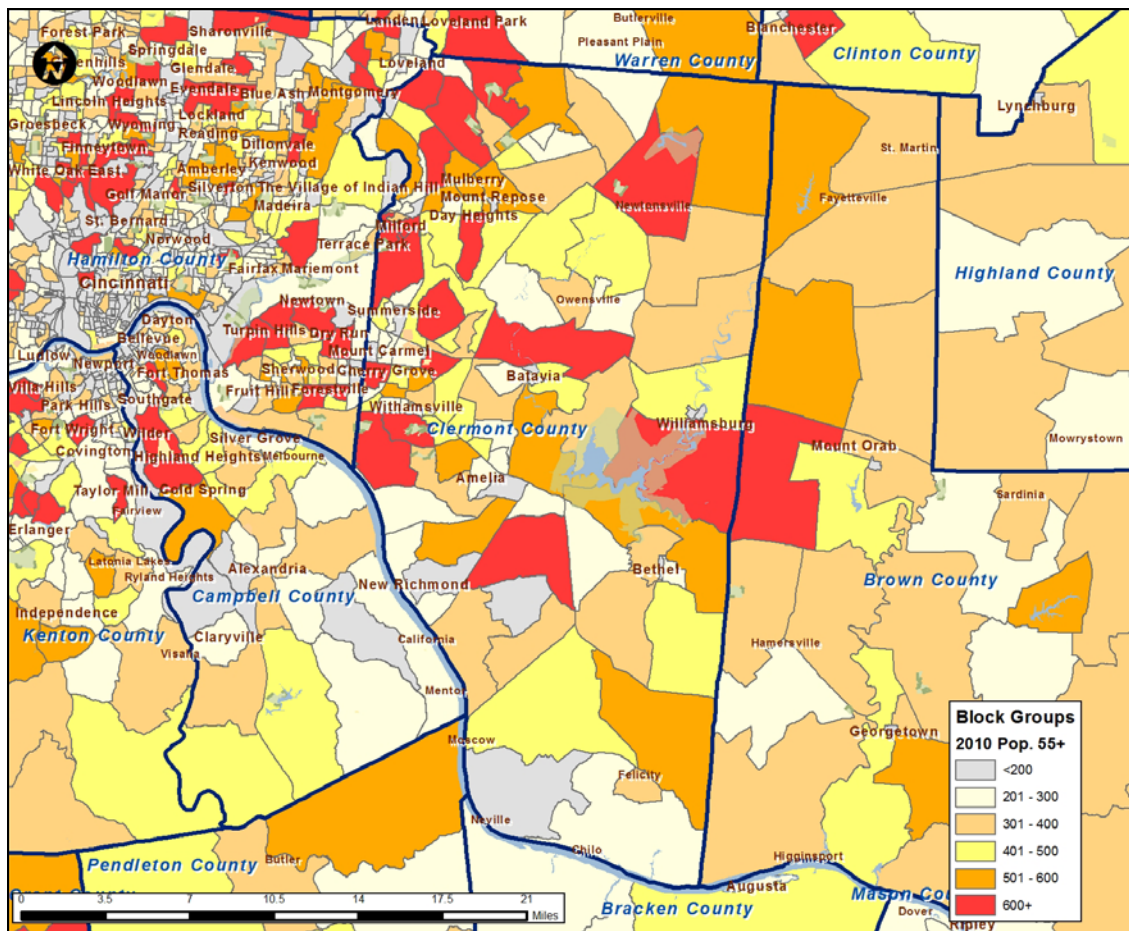 Forest Park
Sharonville
Landen
Loveland Park
Butlerville
Blanchester
Springdale
Pleasant Plain
Clinton County
Glendale
Loveland
Warren County
Woodlawn
Evendale
Blue Ash
Montgomery
Lincoln Heights
Lynchburg
Groesbeck
Wyoming
Lockland
Reading
Finneytown
Dillonvale
St. Martin
White Oak East
Amberley
Kenwood
Mulberry
Golf Manor
Silverton
The Village of Indian Hill
Mount Repose
Fayetteville
Madeira
Newtonsville
St. Bernard
Day Heights
Norwood
Milford
Terrace Park
Hamilton County
Fairfax
Mariemont
Highland County
Cincinnati
Newtown
Owensville
Dayton
Summerside
Turpin Hills
Dry Run
Bellevue
Mount Carmel
Ludlow
Woodlawn
Newport
Fort Thomas
Sherwood
Cherry Grove
Batavia
Villa Hills
Fruit Hill
Forestville
Park Hills
Southgate
Withamsville
Williamsburg
Fort Wright
Wilder
Silver Grove
Clermont County
Mount Orab
Mowrystown
Covington
Highland Heights
Melbourne
Amelia
Taylor Mill
Cold Spring
Sardinia
Fairview
Erlanger
Latonia Lakes
Alexandria
Bethel
Ryland Heights
New Richmond
Brown County
Campbell County
Independence
Kenton County
Claryville
California
Hamersville
Visalia
Mentor
Georgetown
Moscow
Felicity
Neville
Chilo
Higginsport
Butler
Pendleton County
Augusta
Bracken County
Dover
Ripley
N
0 3.5 7 10.5 14 17.5 21
Miles
Block Groups
2010 Pop. 55+
<200
201 - 300
301 - 400
401 - 500
501 - 600
600+